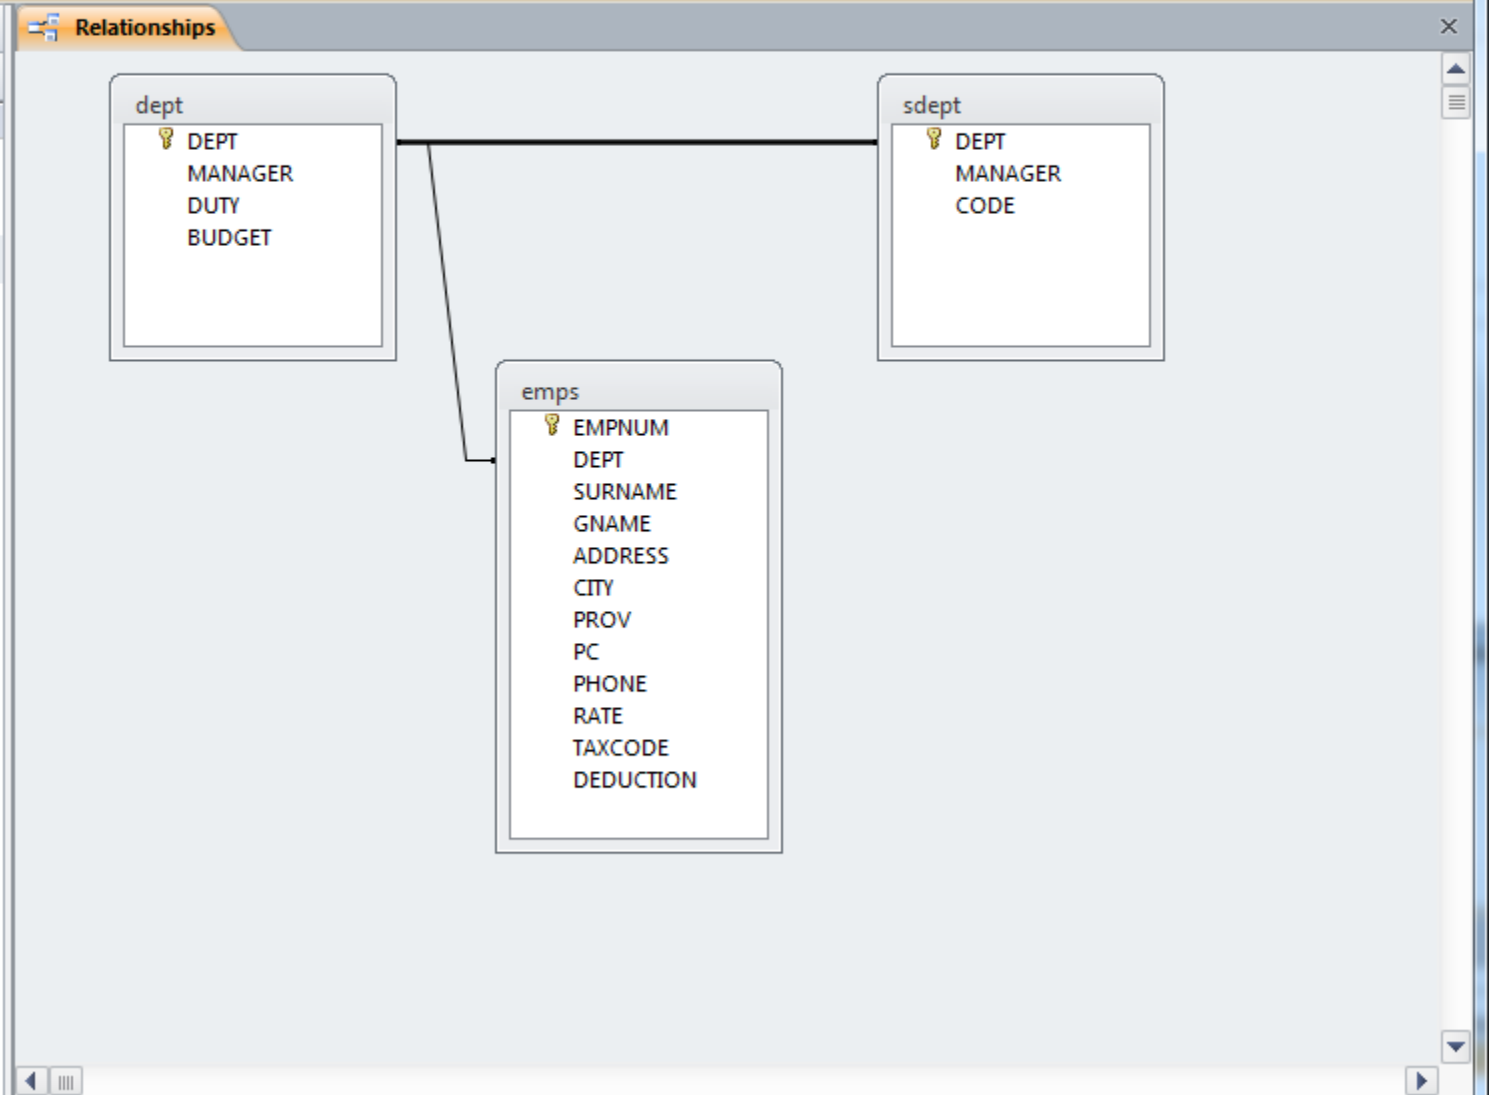 Relationships
dept
DEPT
MANAGER
DUTY
BUDGET
sdept
DEPT
MANAGER
CODE
emps
EMPNUM
DEPT
SURNAME
GNAME
ADDRESS
CITY
PROV
PC
PHONE
RATE
TAXCODE
DEDUCTION